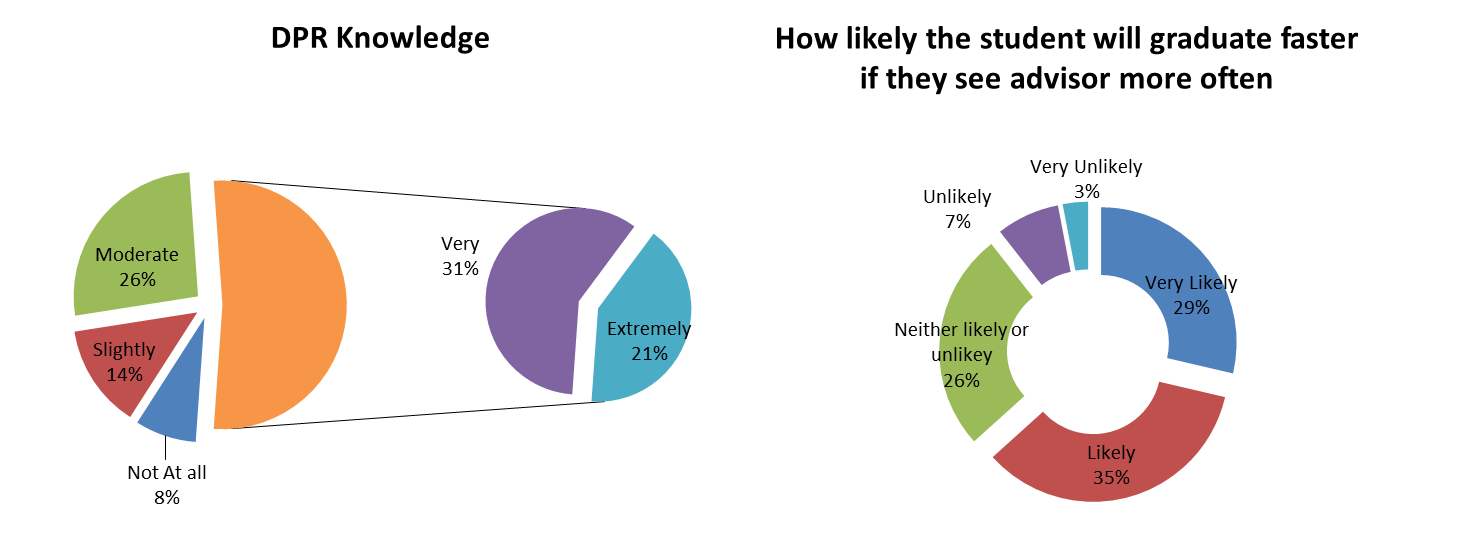 DPR Knowledge
Moderate
26%
Slightly
14%
Not At all
8%
Very
31%
Extremely
21%
How likely the student will graduate faster
if they see advisor more often
Very Unlikely
3%
Unlikely
7%
Very Likely
29%
Neither likely or
unlikey
26%
Likely
35%